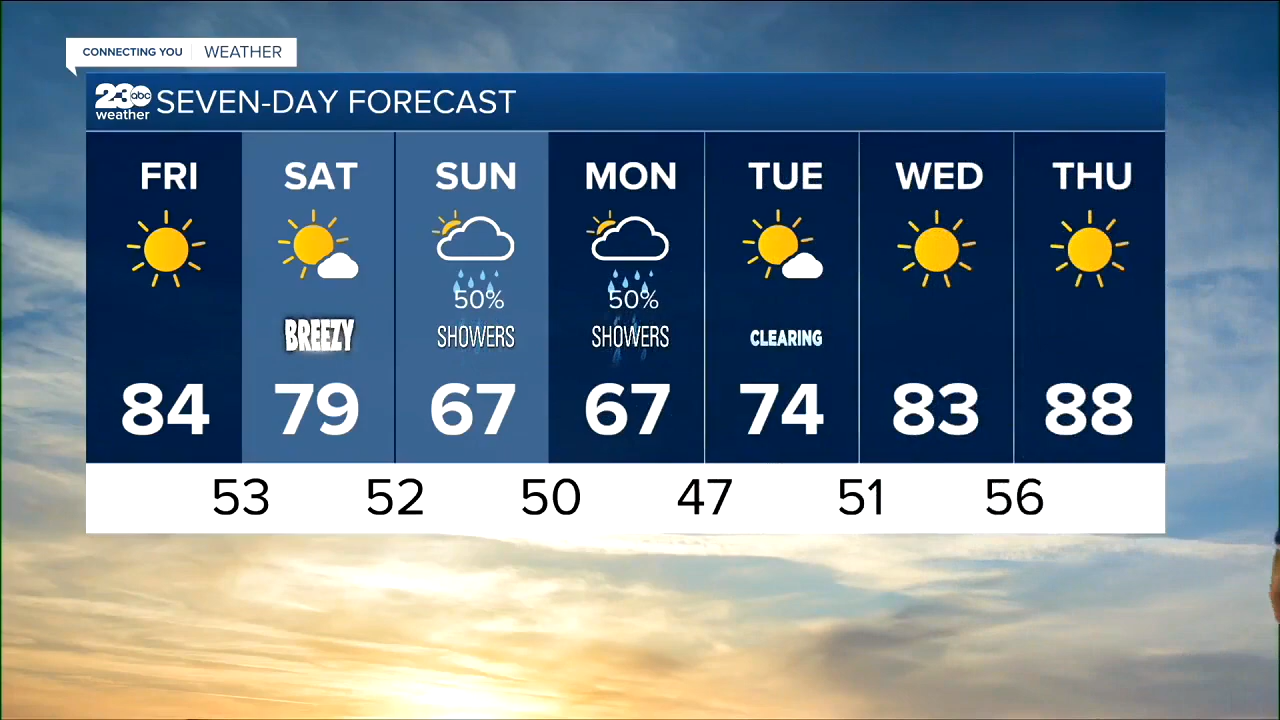 CONNECTING YOU WEATHER
23 abc
weather
SEVEN-DAY FORECAST
FRI SAT SUN MON TUE WED THU
50% 50%
BREEZY SHOWERS SHOWERS CLEARING
84 79 67 67 74 83 88
53 52 50 47 51 56